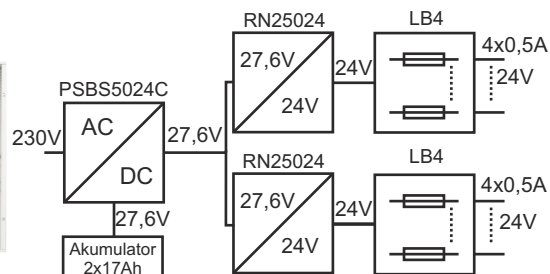 RN25024
LB4
27,6V
24V
24V
4x0,5A
24V
PSBS5024C
230V
AC
DC
27,6V
27,6V
Akumulator
2x17Ah
RN25024
LB4
27,6V
24V
24V
4x0,5A
24V